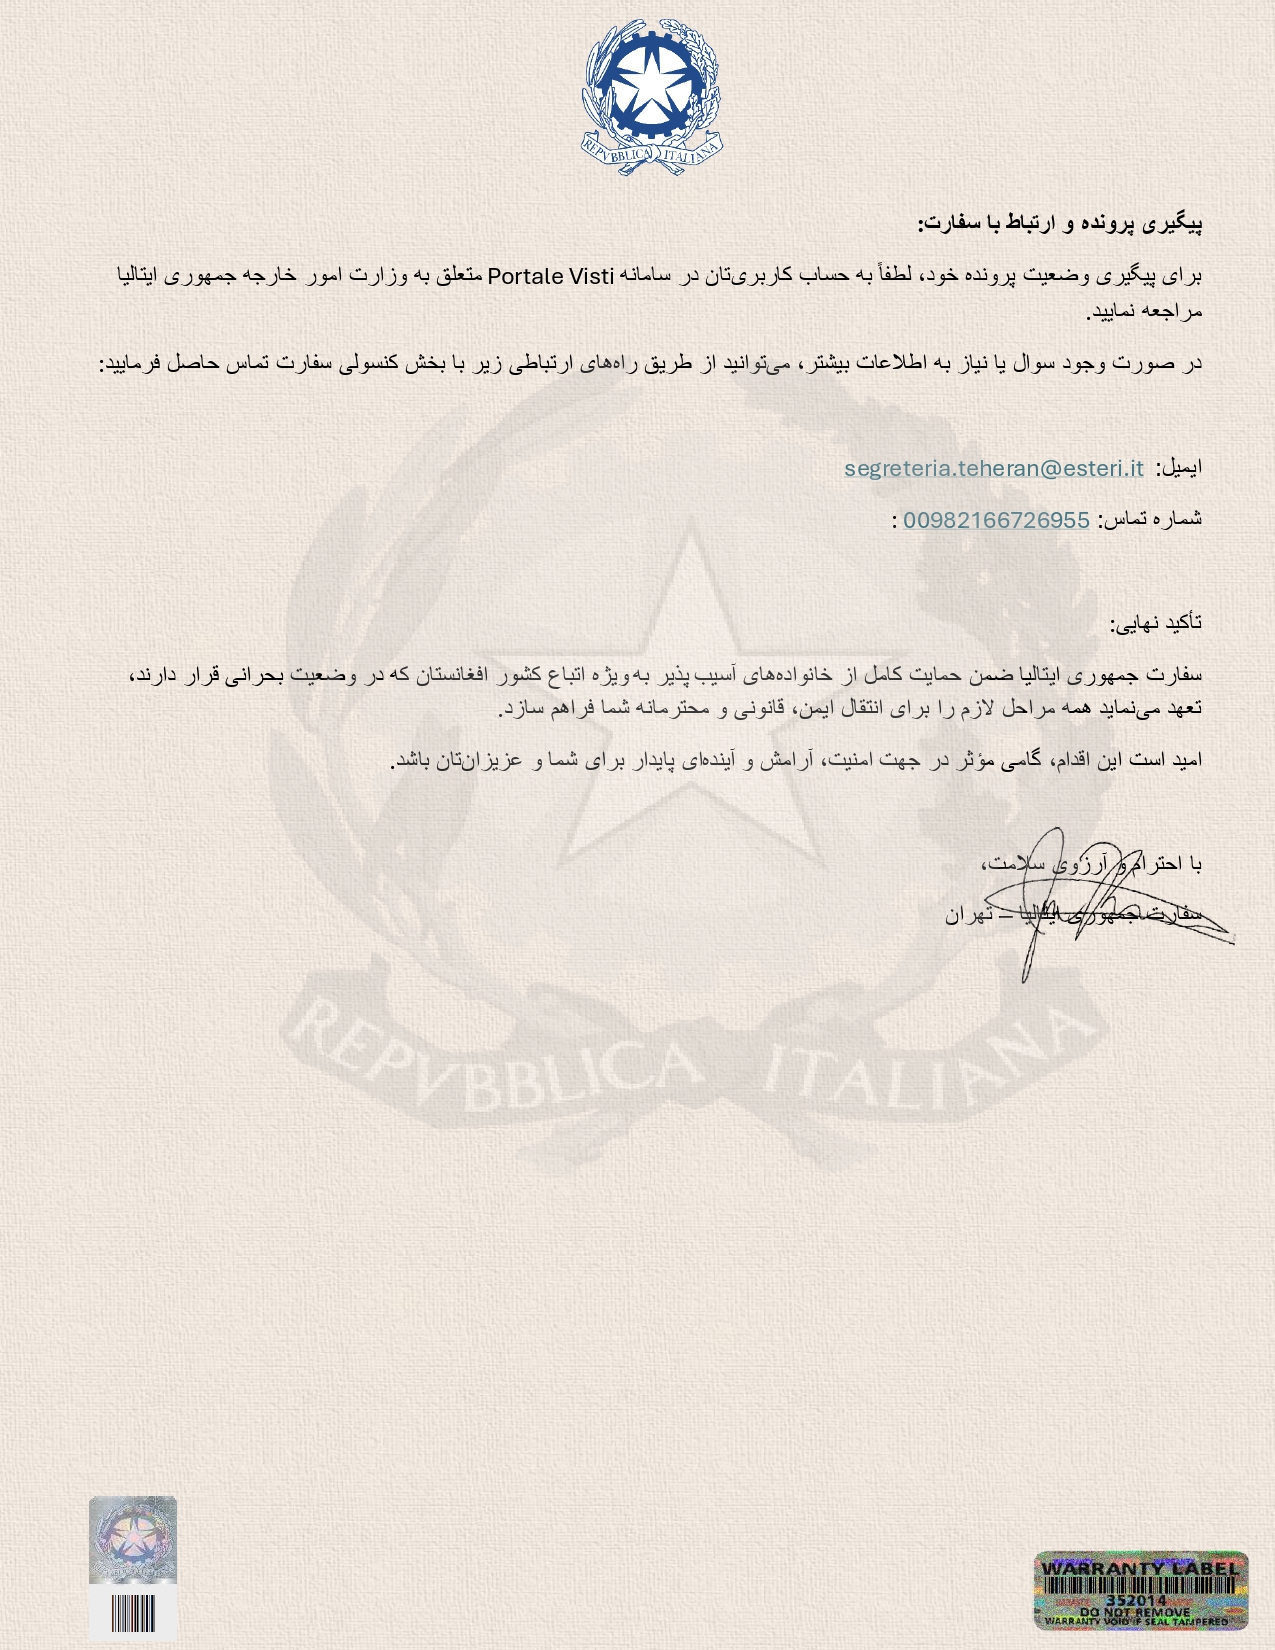 REPVBBLICA ITALIANA
پیگیری پرونده و ارتباط با سفارت:
برای پیگیری وضعیت پرونده خود، لطفاً به حساب کاربری‌تان در سامانه Portale Visti متعلق به وزارت امور خارجه جمهوری ایتالیا
مراجعه نمایید.
در صورت وجود سوال یا نیاز به اطلاعات بیشتر، می‌توانید از طریق راه‌های ارتباطی زیر با بخش کنسولی سفارت تماس حاصل فرمایید:
ایمیل: segreteria.teheran@esteri.it
شماره تماس: 00982166726955 :
تأکید نهایی:
سفارت جمهوری ایتالیا ضمن حمایت کامل از خانواده‌های آسیب‌پذیر به‌ویژه اتباع کشور افغانستان که در وضعیت بحرانی قرار دارند،
تعهد می‌نماید همه مراحل لازم را برای انتقال ایمن، قانونی و محترمانه شما فراهم سازد.
امید است این اقدام، گامی مؤثر در جهت امنیت، آرامش و آینده‌ای پایدار برای شما و عزیزان‌تان باشد.
با احترام و آرزوی سلامت،
سفارت جمهوری ایتالیا – تهران
REPVBBLICA ITALIANA
WARRANTY LABEL
352014
DO NOT REMOVE
WARRANTY VOID IF SEAL TAMPERED